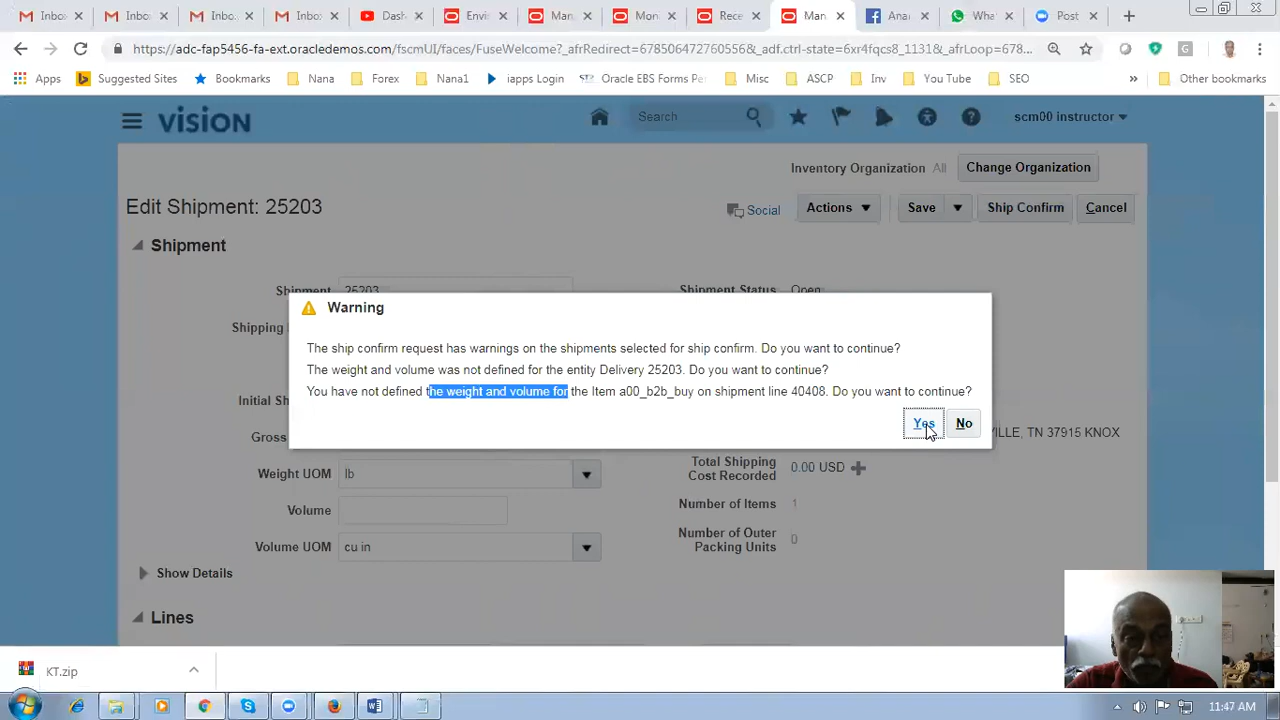 Inbox
Inbox
Inbox
Inbox
Dash
Envi
Man
Mon
Rece
Man
Ana
Wha
Post
https://adc-fap5456-fa-ext.oracledemos.com/fscmUI/faces/FuseWelcome?_afrRedirect=6785064727605556&_adf.ctrl-state=6xr4fqcs8_1131&_afrLoop=678...
Apps Suggested Sites Bookmarks Nana Forex Nana1 iapps Login Oracle EBS Forms Pe Misc ASCP Inv You Tube SEO » Other bookmarks
vision Search scm00 instructor
Inventory Organization All Change Organization
Edit Shipment: 25203 Social Actions Save Ship Confirm Cancel
Shipment
Shipment 25203 Shipment Status Open
Shipping
Warning
The ship confirm request has warnings on the shipments selected for ship confirm. Do you want to continue?
The weight and volume was not defined for the entity Delivery 25203. Do you want to continue?
You have not defined the weight and volume for the Item a00_b2b_buy on shipment line 40408. Do you want to continue?
Yes No
Initial Sh
Gross VILLE, TN 37915 KNOX
Weight UOM lb
Total Shipping
Cost Recorded 0.00 USD
Volume
Number of Items 1
Volume UOM cu in
Number of Outer
Packing Units 0
Show Details
Lines
KT.zip
11:47 AM